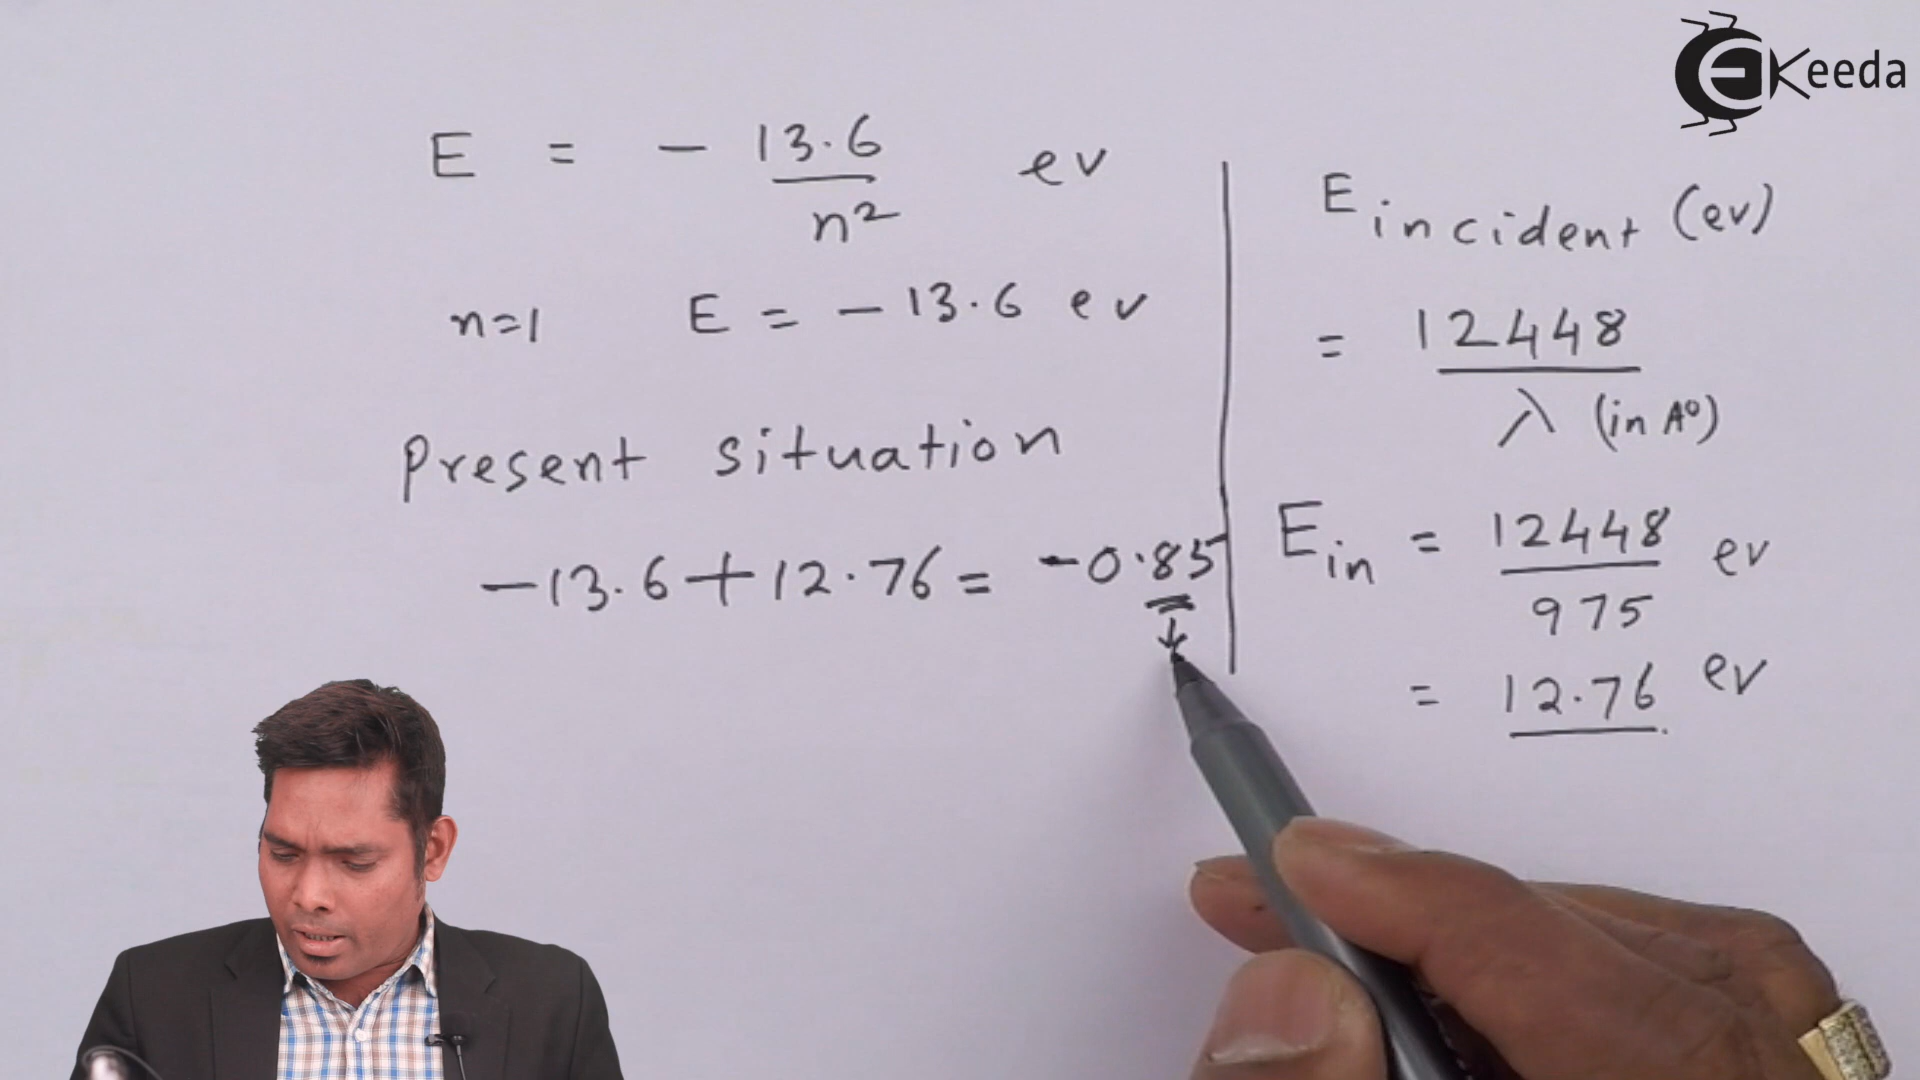 EKeeda
E = - 13.6 / n² ev
n=1 E = -13.6 ev
Present situation
-13.6+12.76= -0.85
E incident (ev)
= 12448 / λ (in A°)
E in = 12448 / 975 ev
= 12.76 ev